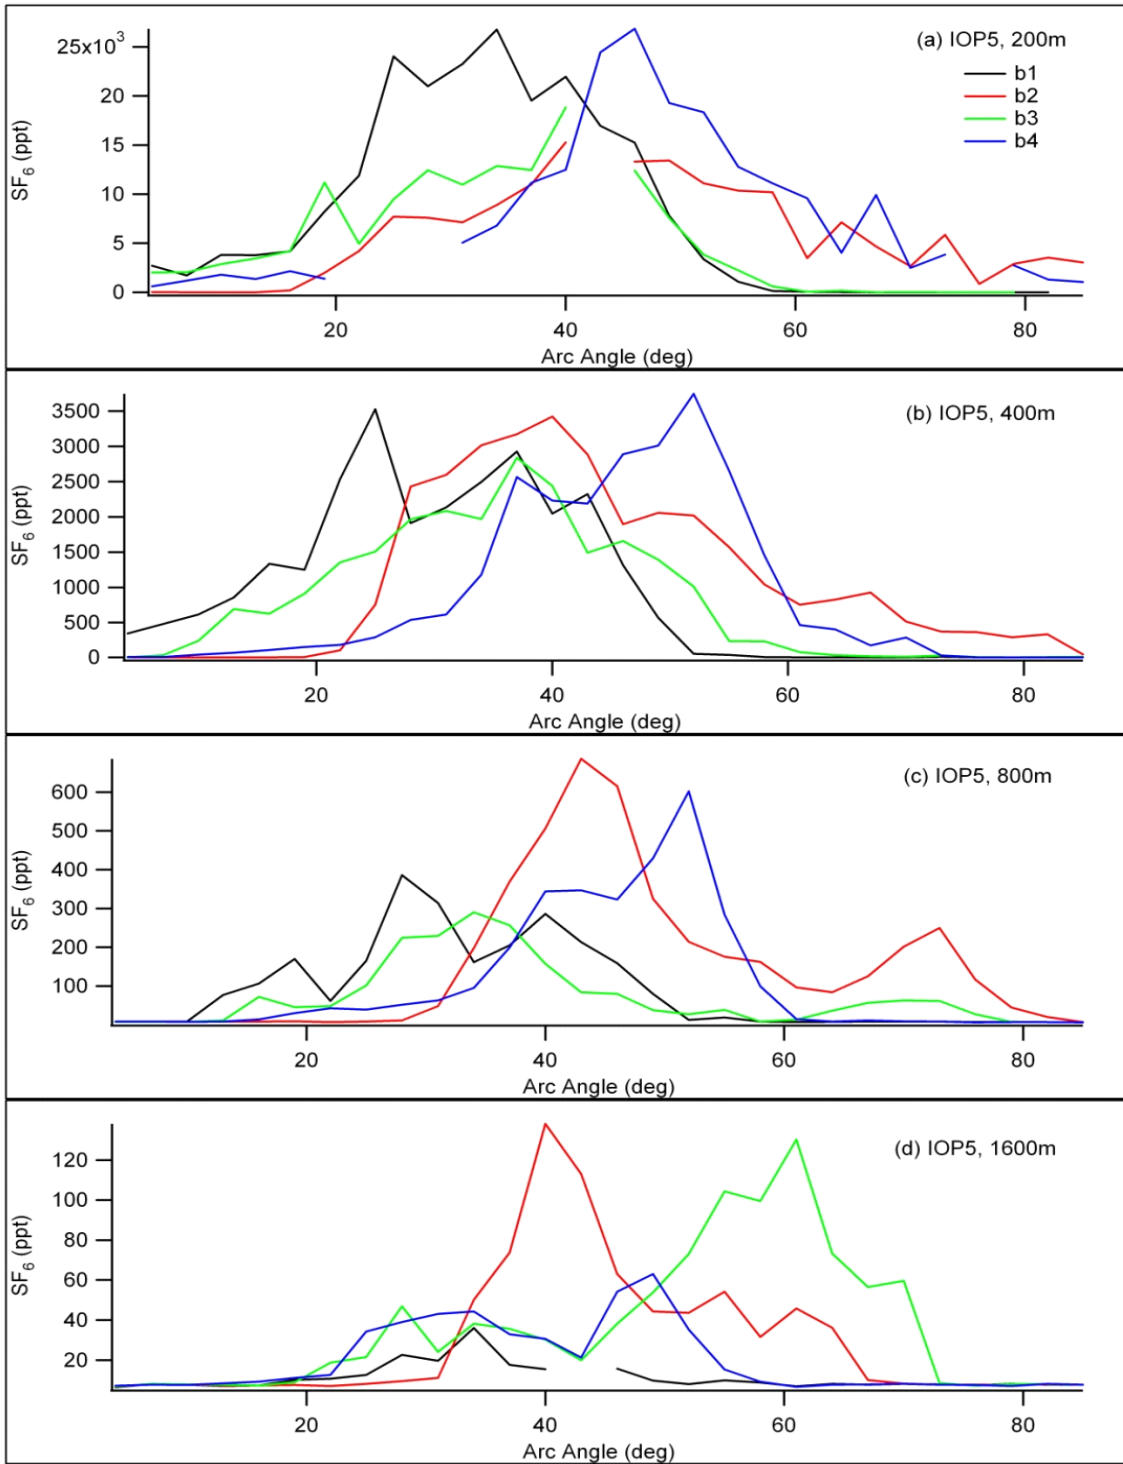 (a) IOP5, 200m
b1
b2
b3
b4
25x10³
20
15
10
5
0
SF₆ (ppt)
20 40 60 80
Arc Angle (deg)
(b) IOP5, 400m
3500
3000
2500
2000
1500
1000
500
0
SF₆ (ppt)
20 40 60 80
Arc Angle (deg)
(c) IOP5, 800m
600
500
400
300
200
100
SF₆ (ppt)
20 40 60 80
Arc Angle (deg)
(d) IOP5, 1600m
120
100
80
60
40
20
SF₆ (ppt)
20 40 60 80
Arc Angle (deg)